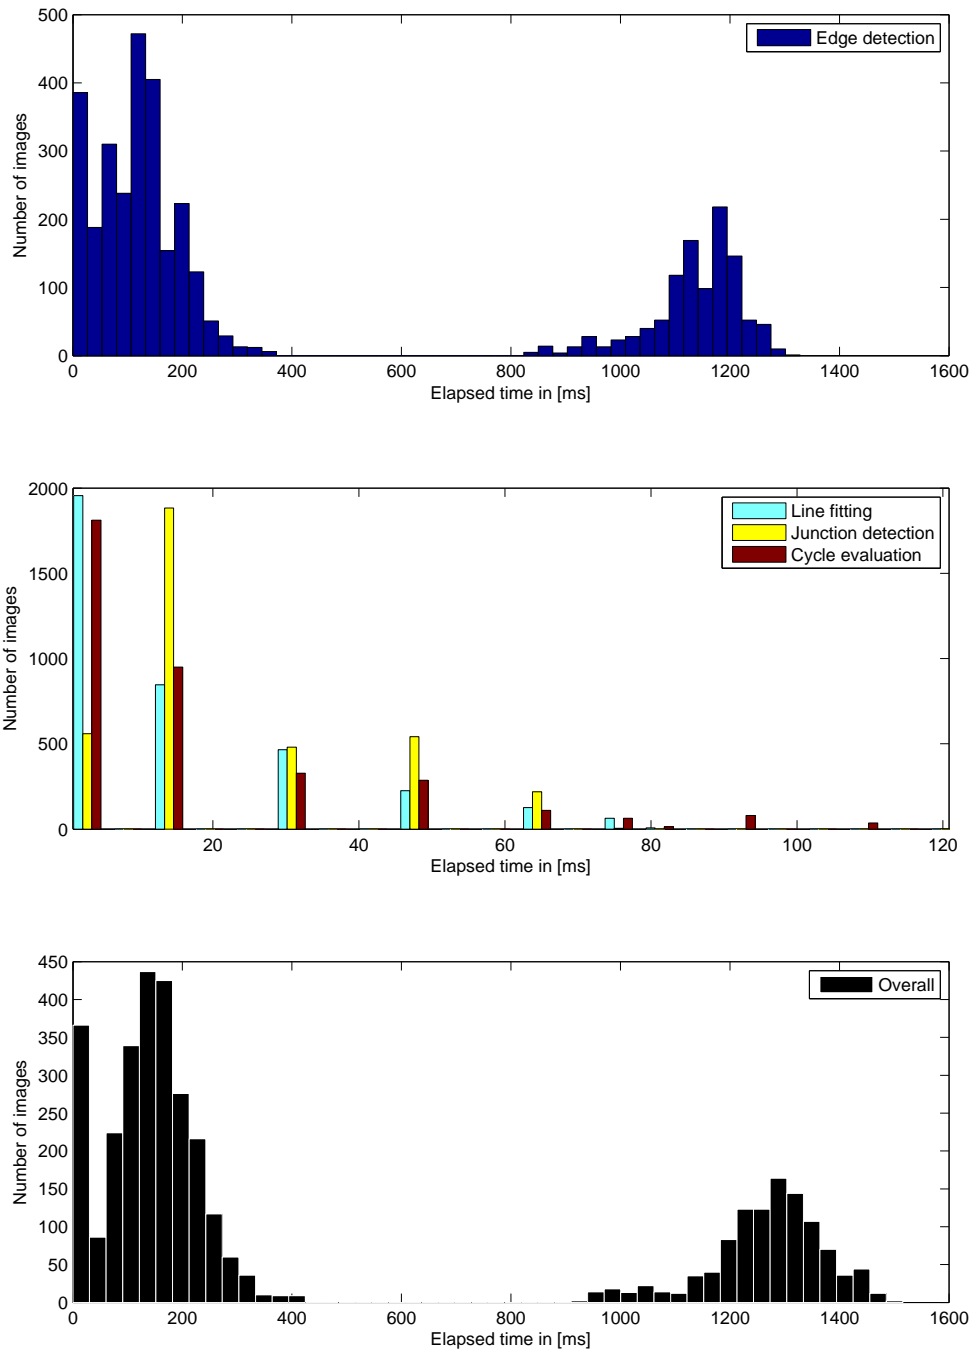 500
400
300
200
100
0
Number of images
Edge detection
0 200 400 600 800 1000 1200 1400 1600
Elapsed time in [ms]
2000
1500
1000
500
0
Number of images
Line fitting
Junction detection
Cycle evaluation
20 40 60 80 100 120
Elapsed time in [ms]
450
400
350
300
250
200
150
100
50
0
Number of images
Overall
0 200 400 600 800 1000 1200 1400 1600
Elapsed time in [ms]